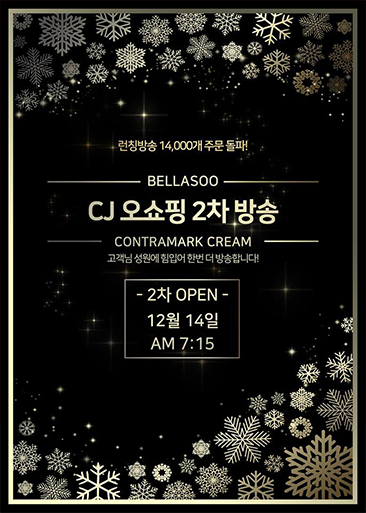 런칭방송 14,000개 주문 돌파!
BELLASOO
CJ 오쇼핑 2차 방송
CONTRAMARK CREAM
고객님 성원에 힘입어 한번 더 방송합니다!
- 2차 OPEN -
12월 14일
AM 7:15